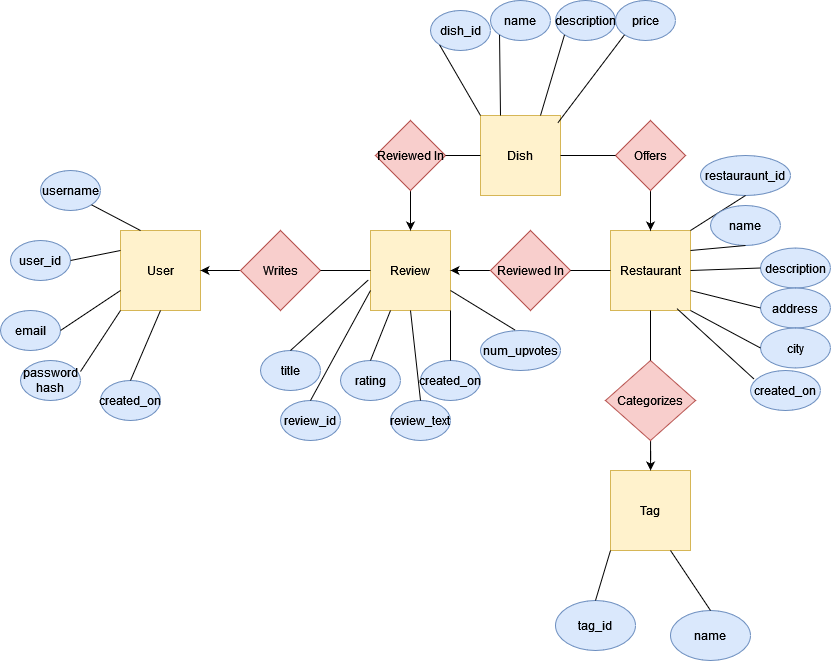 dish_id
name
description
price
Reviewed In
Dish
Offers
restauraunt_id
username
name
user_id
User
Writes
Review
Reviewed In
Restaurant
description
address
email
city
num_upvotes
title
password
hash
rating
created_on
created_on
created_on
Categorizes
review_id
review_text
Tag
tag_id
name